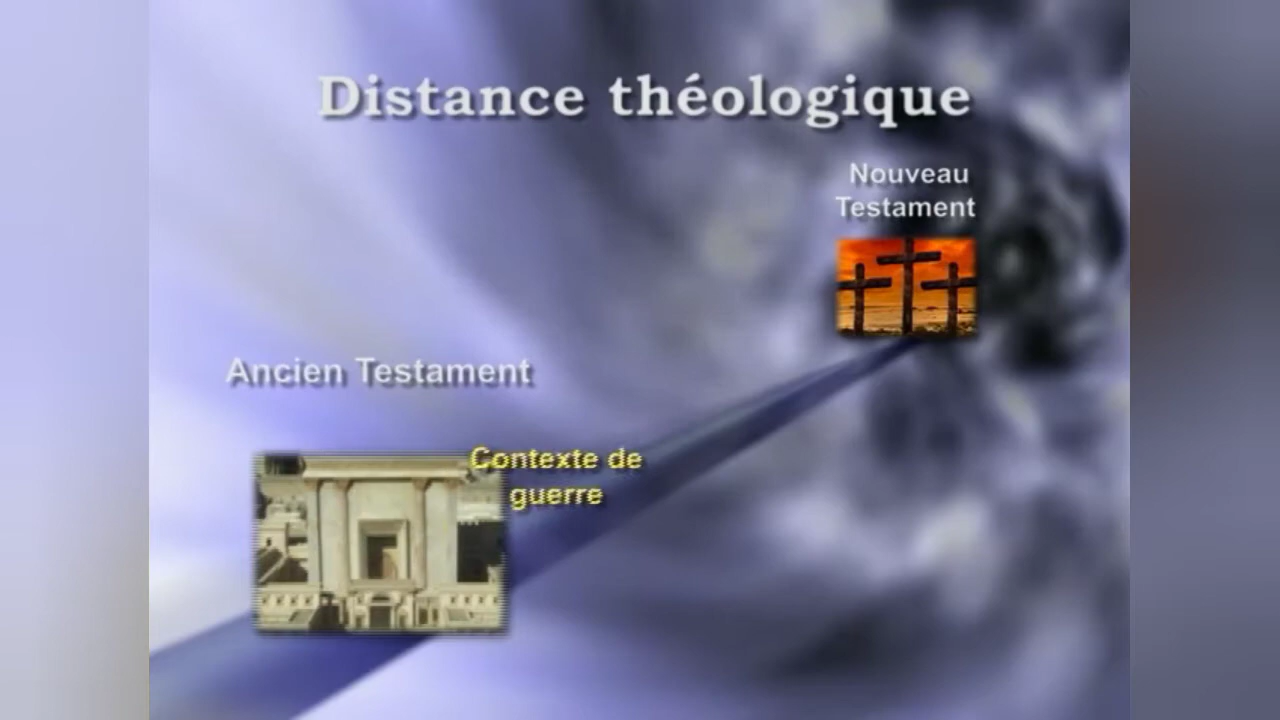 Distance théologique
Nouveau
Testament
Ancien Testament
Contexte de
guerre